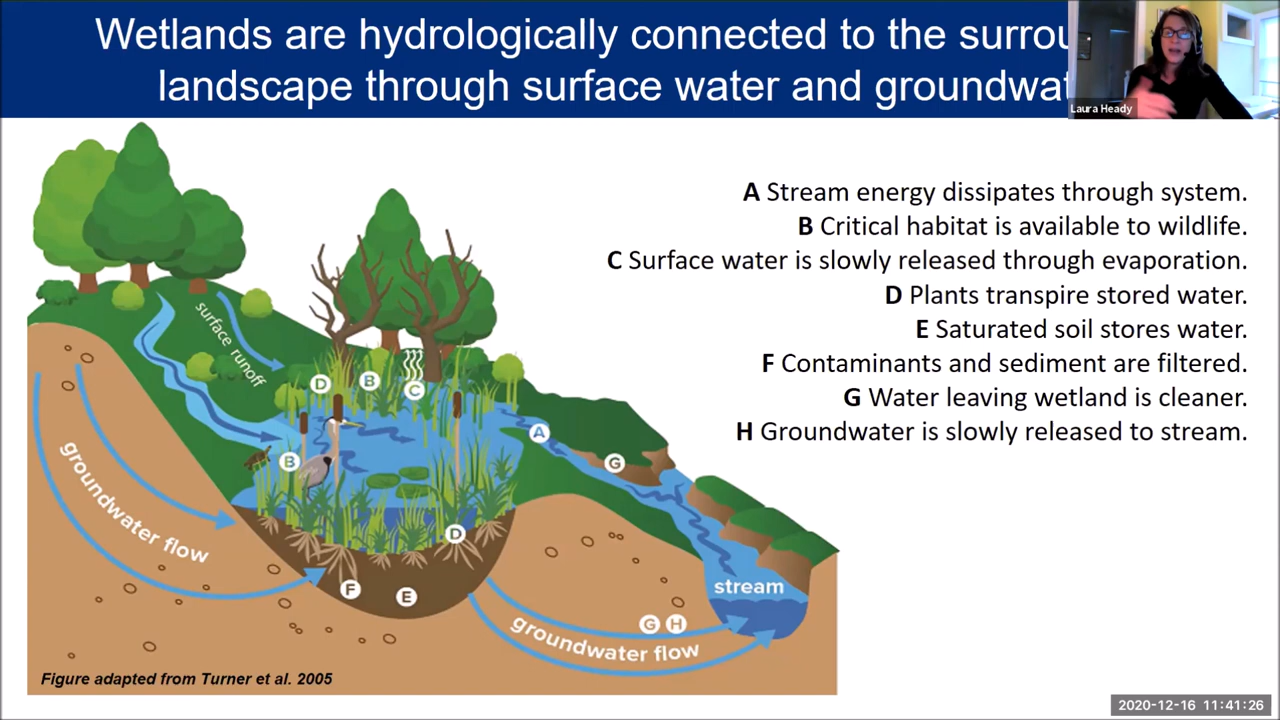 Wetlands are hydrologically connected to the
landscape through surface water and
Laura Heady
A Stream energy dissipates through system.
B Critical habitat is available to wildlife.
C Surface water is slowly released through evaporation.
D Plants transpire stored water.
E Saturated soil stores water.
F Contaminants and sediment are filtered.
G Water leaving wetland is cleaner.
H Groundwater is slowly released to stream.
surface runoff
D
B
C
A
B
G
groundwater flow
D
F
E
stream
G H
groundwater flow
Figure adapted from Turner et al. 2005
2020-12-16 11:41:26